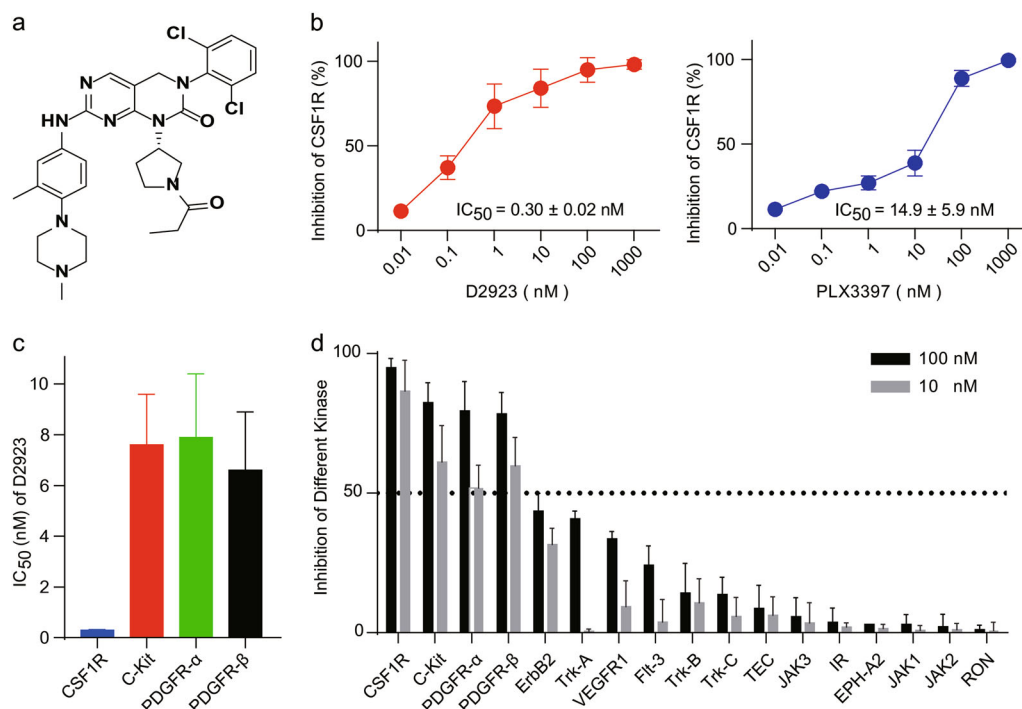 a
Cl
N
N
Cl
HN
N
N
O
N
O
N
N
b
Inhibition of CSF1R (%)
100
50
0
IC50 = 0.30 ± 0.02 nM
0.01 0.1 1 10 100 1000
D2923 ( nM )
Inhibition of CSF1R (%)
100
50
0
IC50 = 14.9 ± 5.9 nM
0.01 0.1 1 10 100 1000
PLX3397 ( nM )
c
IC50 (nM) of D2923
10
8
6
4
2
0
CSF1R C-Kit PDGFR-α PDGFR-β
d
Inhibition of Different Kinase
100
50
0
100 nM
10 nM
CSF1R C-Kit PDGFR-α PDGFR-β ErbB2 Trk-A VEGFR1 Flt-3 Trk-B Trk-C TEC JAK3 IR EPH-A2 JAK1 JAK2 RON